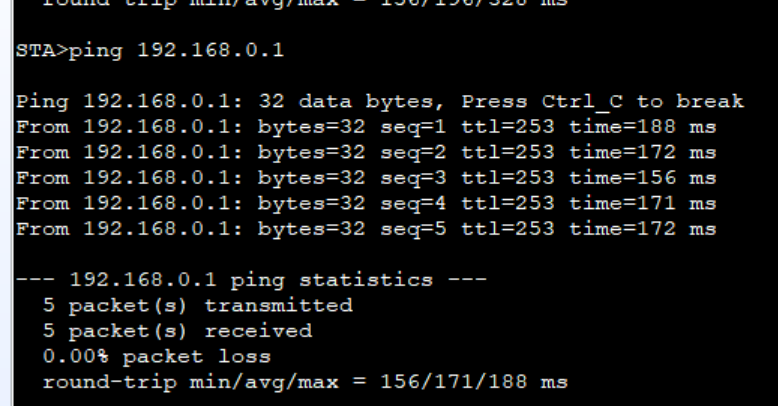 round-trip min/avg/max = 156/196/328 ms
STA>ping 192.168.0.1
Ping 192.168.0.1: 32 data bytes, Press Ctrl_C to break
From 192.168.0.1: bytes=32 seq=1 ttl=253 time=188 ms
From 192.168.0.1: bytes=32 seq=2 ttl=253 time=172 ms
From 192.168.0.1: bytes=32 seq=3 ttl=253 time=156 ms
From 192.168.0.1: bytes=32 seq=4 ttl=253 time=171 ms
From 192.168.0.1: bytes=32 seq=5 ttl=253 time=172 ms
--- 192.168.0.1 ping statistics ---
5 packet(s) transmitted
5 packet(s) received
0.00% packet loss
round-trip min/avg/max = 156/171/188 ms